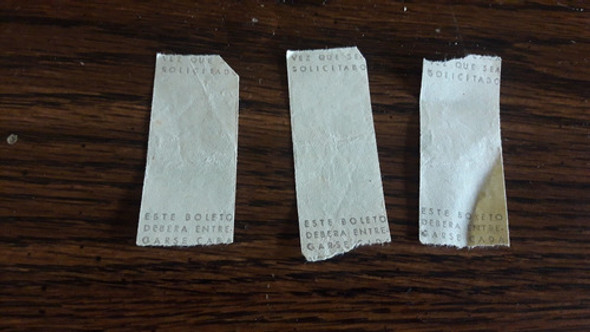 VEZ QUE SEA
SOLICITADO
ESTE BOLETO
DEBERA ENTRE-
GARSE CADA
VEZ QUE SEA
SOLICITADO
ESTE BOLETO
DEBERA ENTRE-
GARSE CADA
VEZ QUE SEA
SOLICITADO
ESTE BOLETO
DEBERA ENTRE-
GARSE CADA